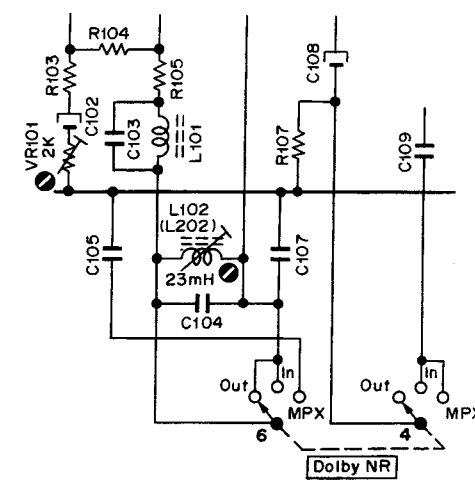 R104
R103
C102
VR101
2K
C103
R105
L101
C108
R107
C109
L102
(L202)
23mH
C105
C107
C104
Out
In
MPX
6
Out
In
MPX
4
Dolby NR